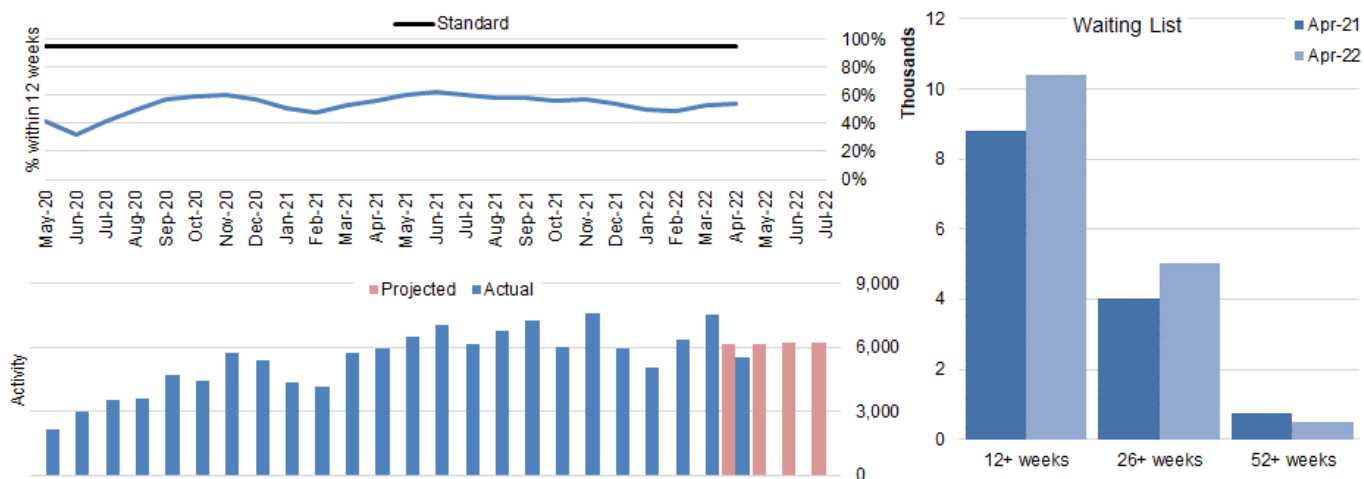 Standard
% within 12 weeks
100%
80%
60%
40%
20%
0%
May-20
Jun-20
Jul-20
Aug-20
Sep-20
Oct-20
Nov-20
Dec-20
Jan-21
Feb-21
Mar-21
Apr-21
May-21
Jun-21
Jul-21
Aug-21
Sep-21
Oct-21
Nov-21
Dec-21
Jan-22
Feb-22
Mar-22
Apr-22
May-22
Jun-22
Jul-22
Projected
Actual
Activity
9,000
6,000
3,000
0
Waiting List
Apr-21
Apr-22
Thousands
12
10
8
6
4
2
0
12+ weeks
26+ weeks
52+ weeks